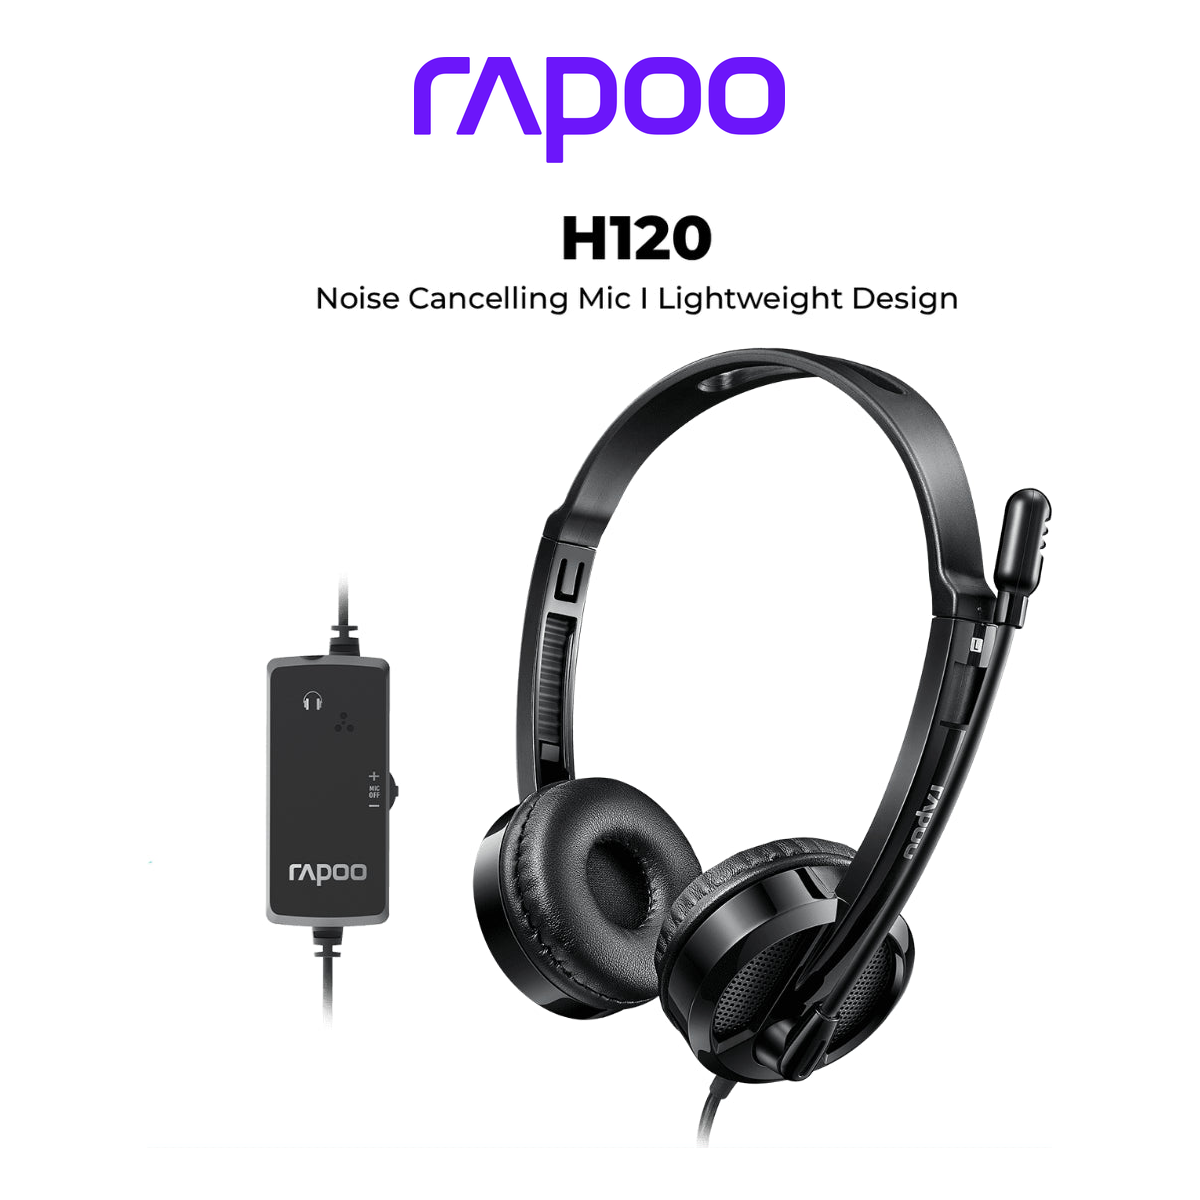 rapoo
H120
Noise Cancelling Mic I Lightweight Design
L
rapoo
+
MIC
OFF
−
rapoo